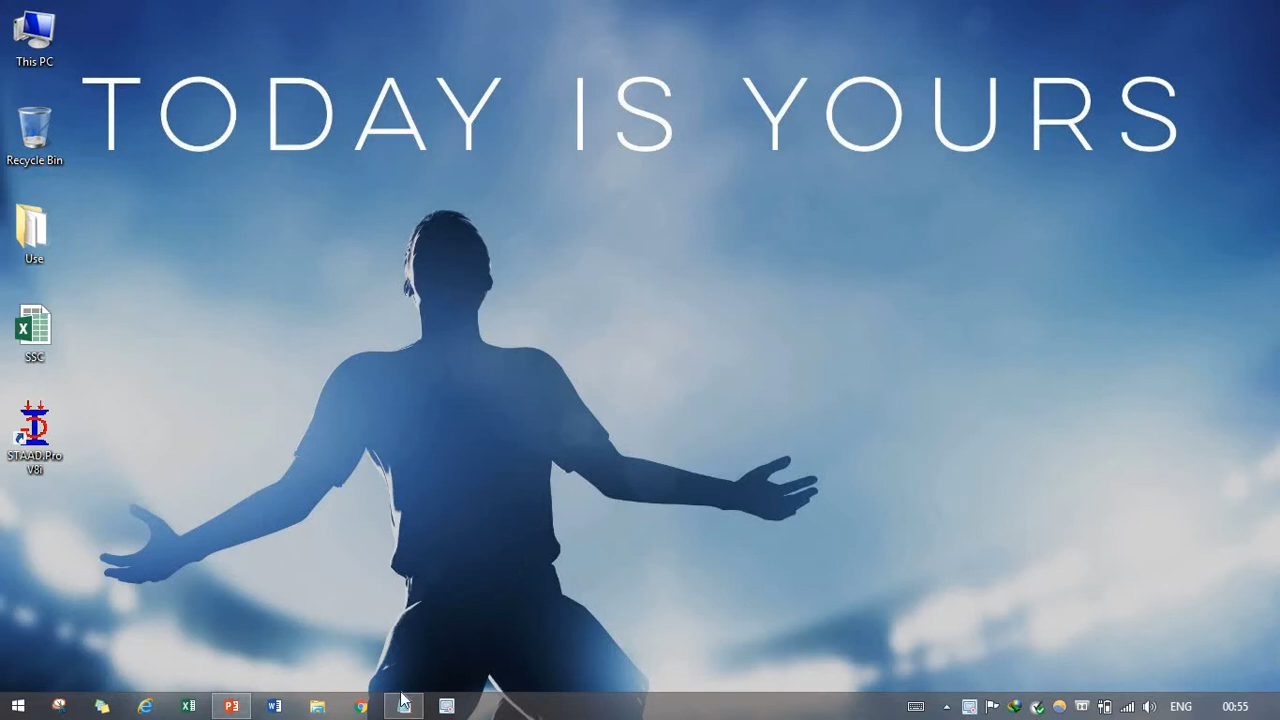 This PC
TODAY IS YOURS
Recycle Bin
Use
SSC
STAAD.Pro
V8i
ENG
00:55